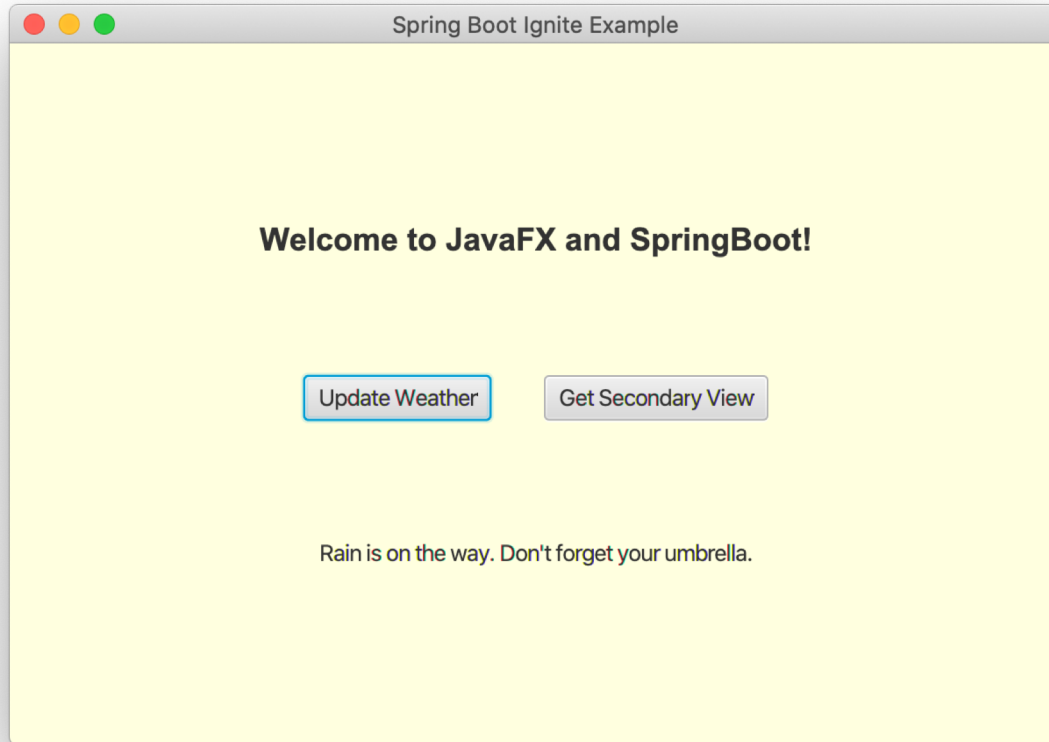 Spring Boot Ignite Example
Welcome to JavaFX and SpringBoot!
Update Weather
Get Secondary View
Rain is on the way. Don't forget your umbrella.